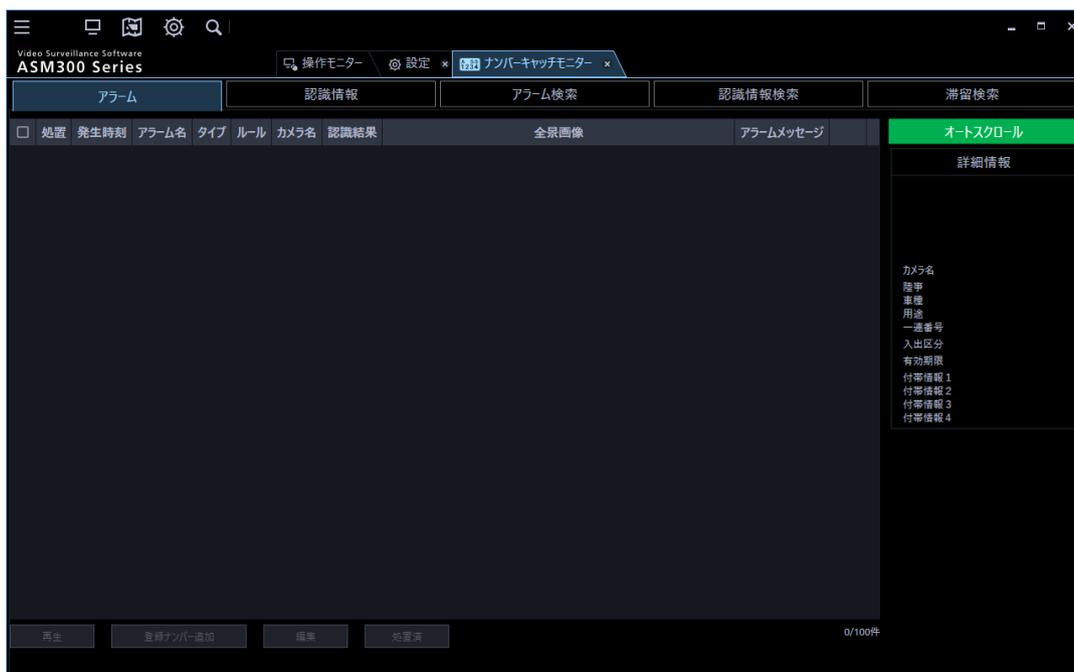 Video Surveillance Software
ASM300 Series
操作モニター 設定 × ナンバーキャッチモニター ×
アラーム 認識情報 アラーム検索 認識情報検索 滞留検索
処置 発生時刻 アラーム名 タイプ ルール カメラ名 認識結果 全景画像 アラームメッセージ オートスクロール
詳細情報
カメラ名
陸事
車種
用途
一連番号
入出区分
有効期限
付帯情報1
付帯情報2
付帯情報3
付帯情報4
再生 登録ナンバー追加 編集 処置済 0/100件